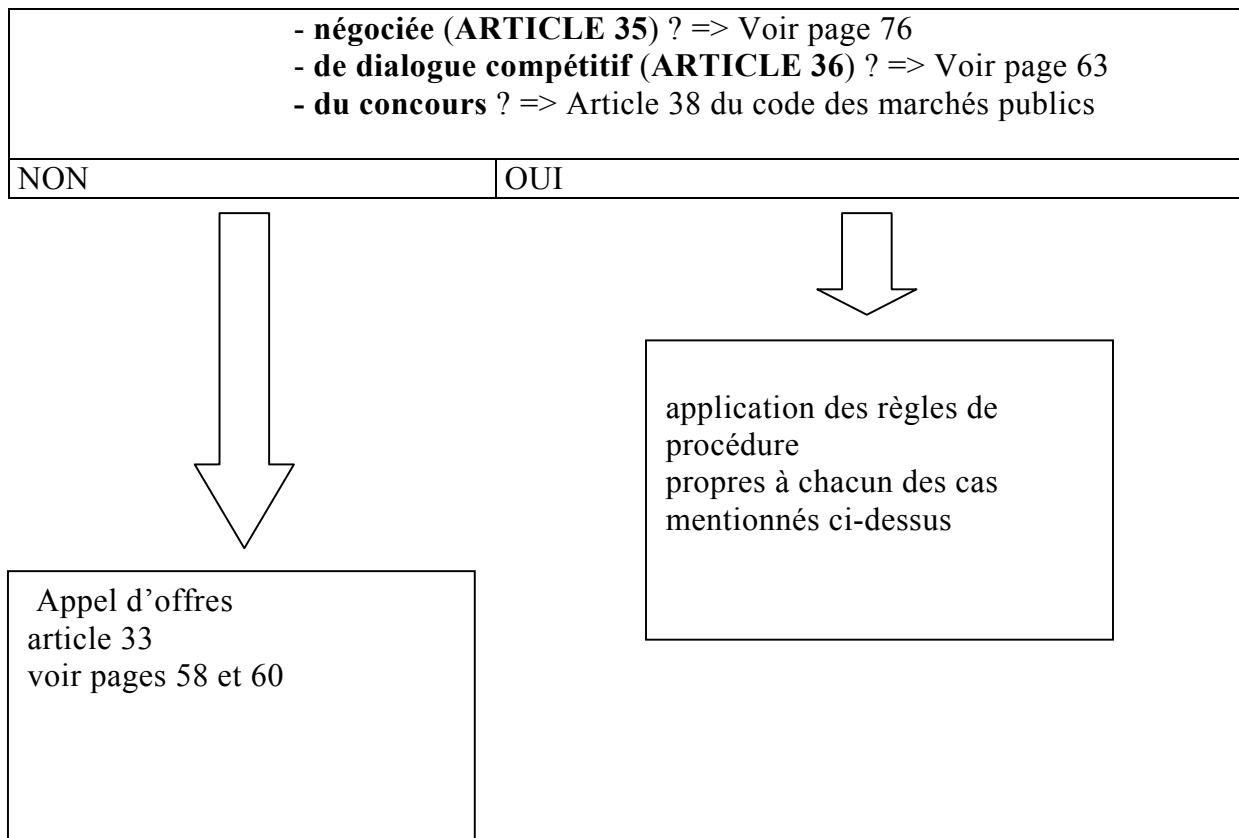 - négociée (ARTICLE 35) ? => Voir page 76
- de dialogue compétitif (ARTICLE 36) ? => Voir page 63
- du concours ? => Article 38 du code des marchés publics
NON
OUI
application des règles de
procédure
propres à chacun des cas
mentionnés ci-dessus
Appel d’offres
article 33
voir pages 58 et 60